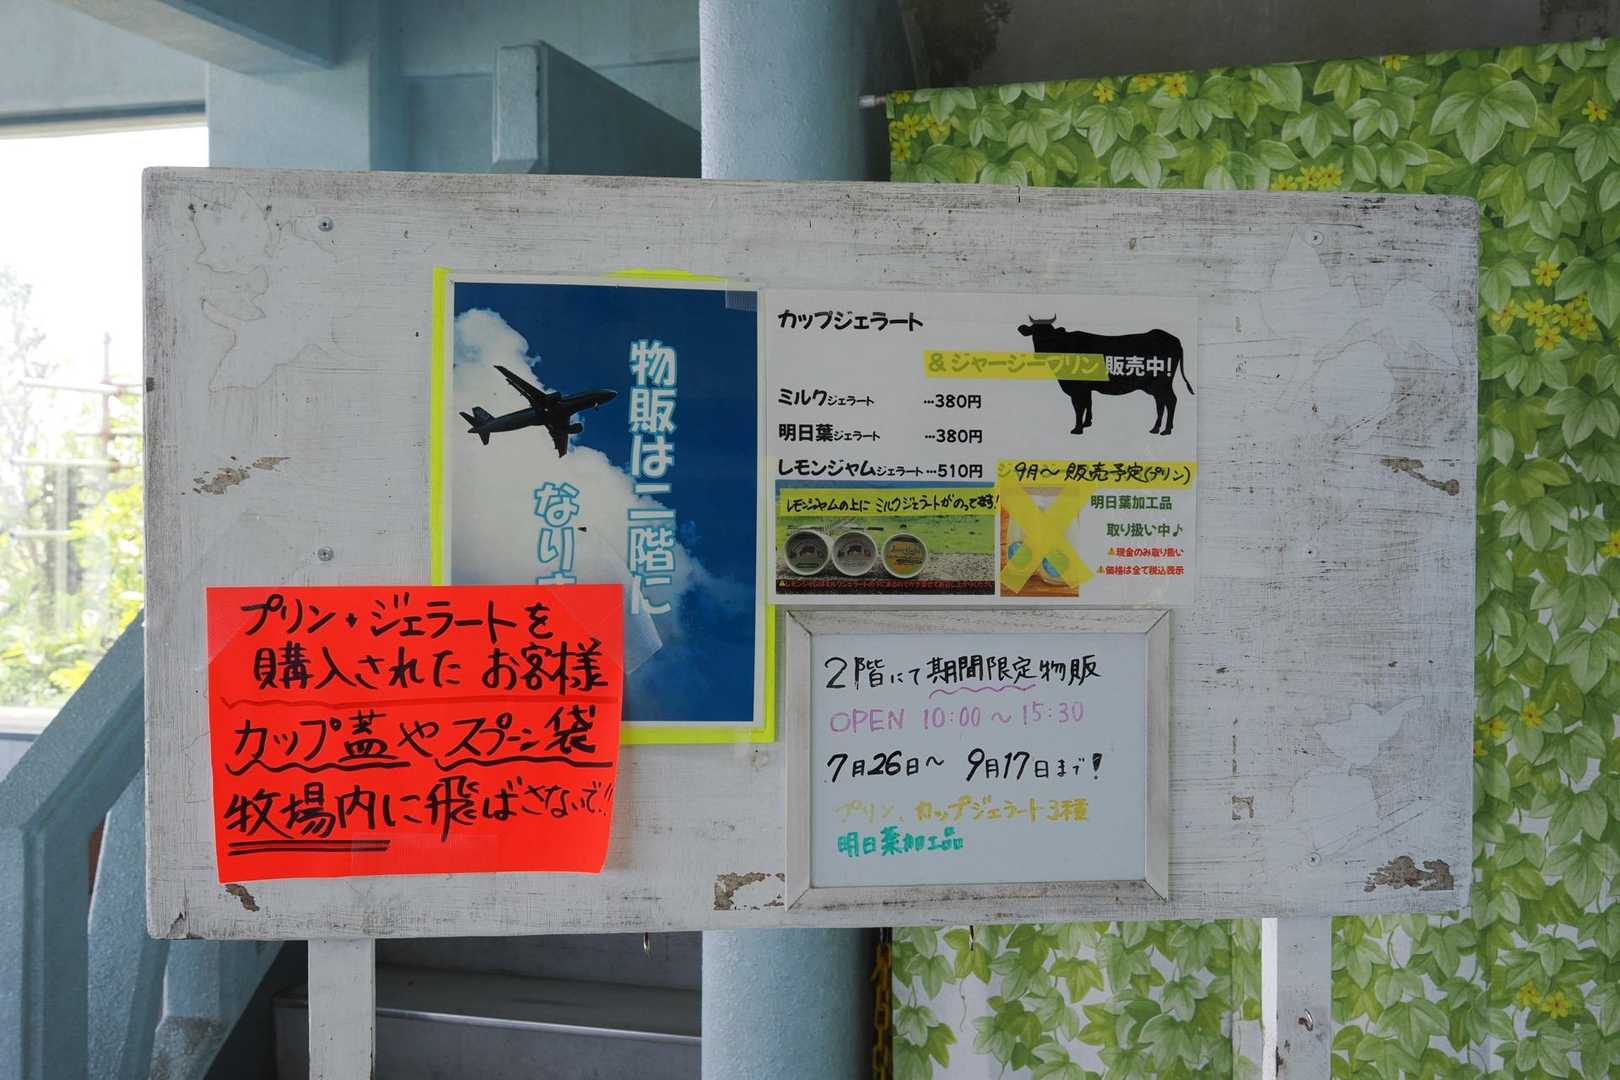 物販は二階に
なりま
カップジェラート
&ジャージープリン販売中!
ミルクジェラート …380円
明日葉ジェラート …380円
レモンジャムジェラート…510円
レモンジャムの上に ミルクジェラートがのってます!
9月〜販売予定(プリン)
明日葉加工品
取り扱い中♪
⚠現金のみ取り扱い
⚠価格は全て税込表示
プリン・ジェラートを
購入されたお客様
カップ蓋やスプーン袋
牧場内に飛ばさないで!!
2階にて期間限定物販
OPEN 10:00〜15:30
7月26日〜 9月17日まで!
プリン、カップジェラート3種
明日葉加工品